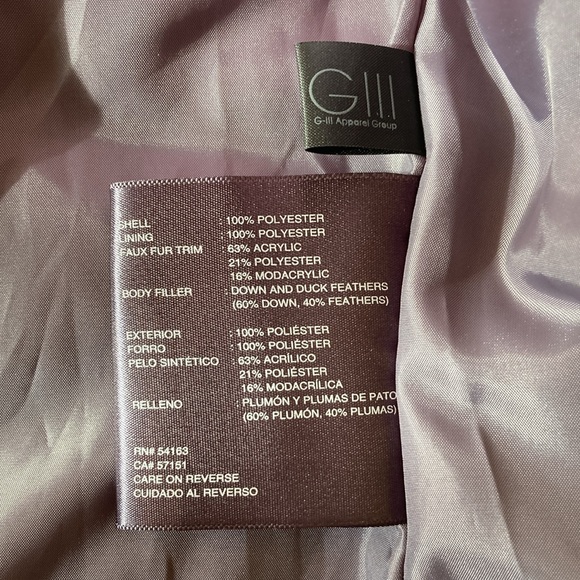 G.I.I.I
G-III Apparel Group
SHELL : 100% POLYESTER
LINING : 100% POLYESTER
FAUX FUR TRIM : 63% ACRYLIC
21% POLYESTER
16% MODACRYLIC
BODY FILLER : DOWN AND DUCK FEATHERS
(60% DOWN, 40% FEATHERS)
EXTERIOR : 100% POLIÉSTER
FORRO : 100% POLIÉSTER
PELO SINTÉTICO : 63% ACRÍLICO
21% POLIÉSTER
16% MODACRÍLICA
RELLENO : PLUMÓN Y PLUMAS DE PATO
(60% PLUMÓN, 40% PLUMAS)
RN# 54163
CA# 57151
CARE ON REVERSE
CUIDADO AL REVERSO